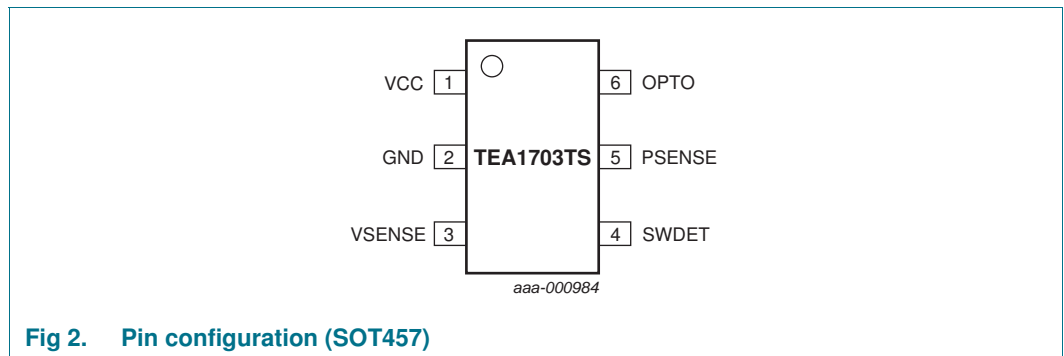 VCC 1 6 OPTO
GND 2 TEA1703TS 5 PSENSE
VSENSE 3 4 SWDET
aaa-000984
Fig 2. Pin configuration (SOT457)